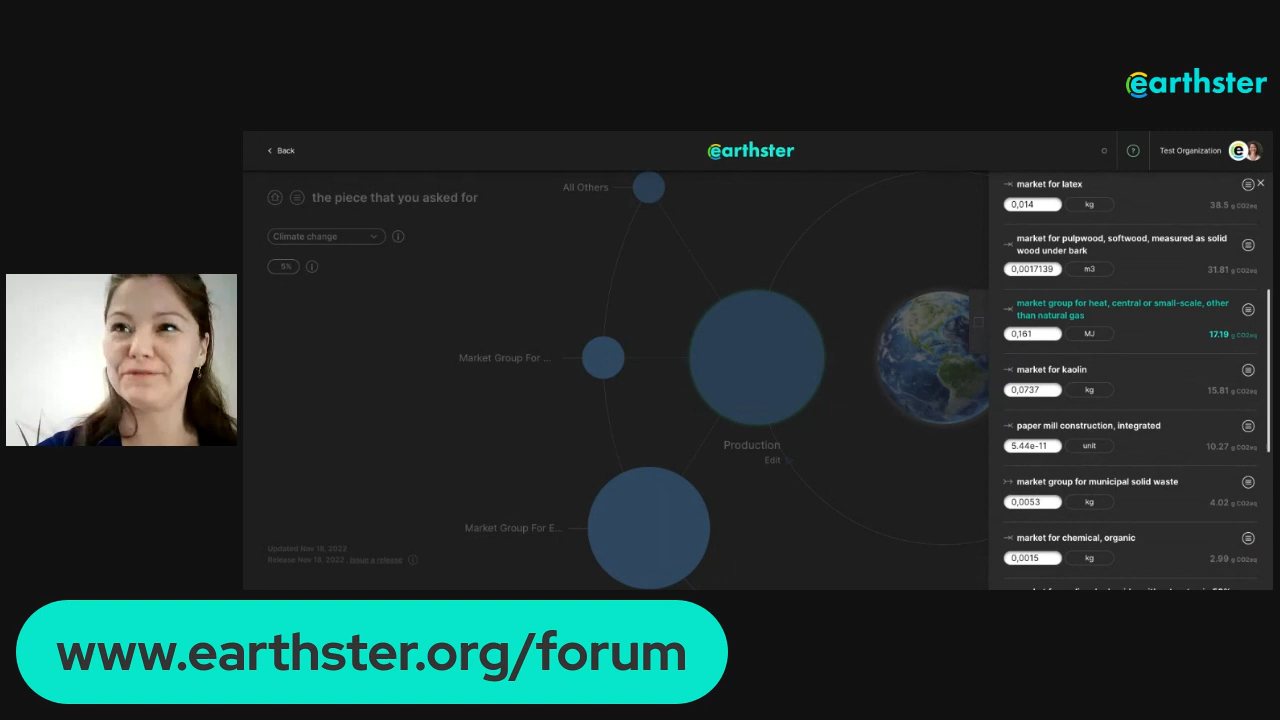 earthster
Back
earthster
?
Test Organization
the piece that you asked for
Climate change
5%
All Others
Market Group For ...
Production
Edit
Market Group For E...
Updated Nov 16, 2022
Release Nov 16, 2022 . Issue a release
market for latex
0,014 kg 38.5 g CO2eq
market for pulpwood, softwood, measured as solid
wood under bark
0,0017139 m3 31.81 g CO2eq
market group for heat, central or small-scale, other
than natural gas
0,161 MJ 17.19 g CO2eq
market for kaolin
0,0737 kg 15.81 g CO2eq
paper mill construction, integrated
5.44e-11 unit 10.27 g CO2eq
market group for municipal solid waste
0,0053 kg 4.02 g CO2eq
market for chemical, organic
0,0015 kg 2.99 g CO2eq
www.earthster.org/forum